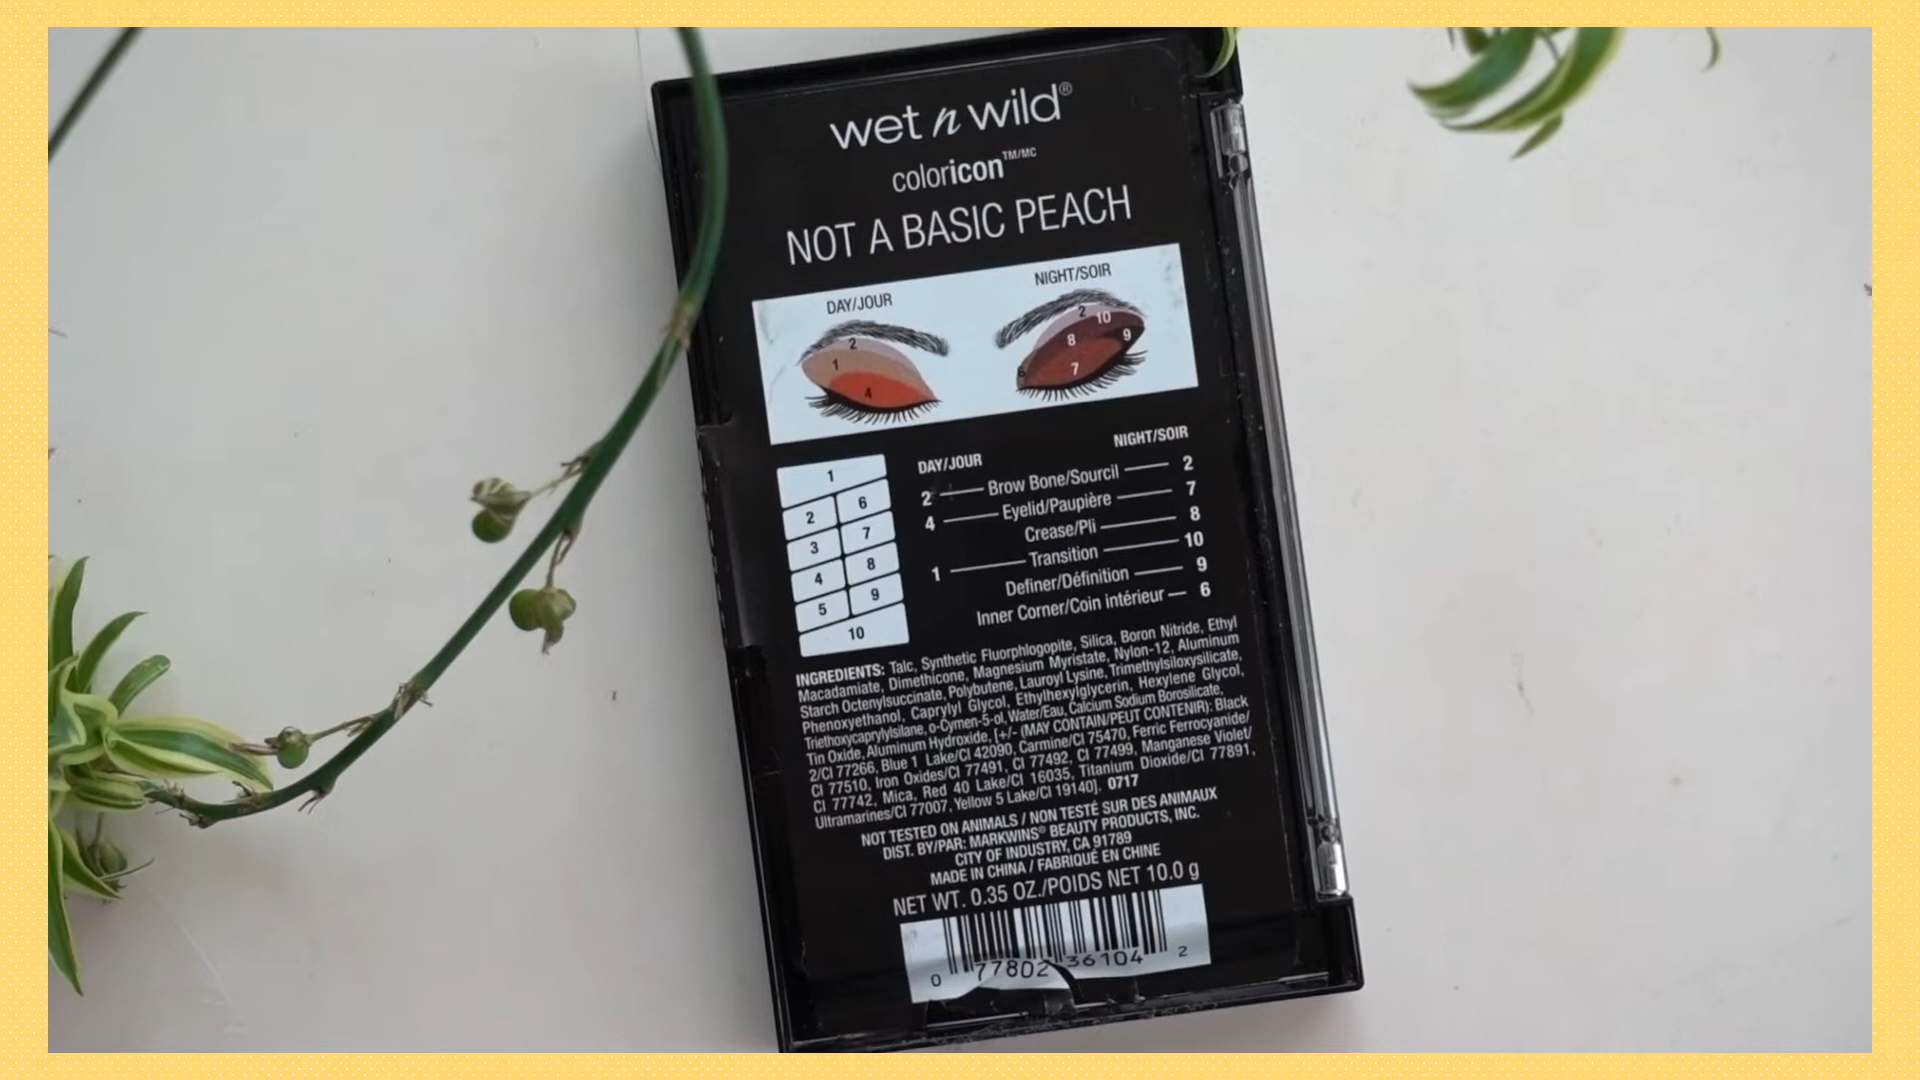 wet n wild®
coloricon™/MC
NOT A BASIC PEACH
DAY/JOUR
NIGHT/SOIR
2
1
4
2
10
8
9
7
6
1
2 6
3 7
4 8
5 9
10
DAY/JOUR NIGHT/SOIR
2 Brow Bone/Sourcil 2
4 Eyelid/Paupière 7
Crease/Pli 8
1 Transition 10
Definer/Définition 9
Inner Corner/Coin intérieur 6
INGREDIENTS: Talc, Synthetic Fluorphlogopite, Silica, Boron Nitride, Ethyl
Macadamiate, Dimethicone, Magnesium Myristate, Nylon-12, Aluminum
Starch Octenylsuccinate, Polybutene, Lauroyl Lysine, Trimethylsiloxysilicate,
Phenoxyethanol, Caprylyl Glycol, Ethylhexylglycerin, Hexylene Glycol,
Triethoxycaprylylsilane, o-Cymen-5-ol, Water/Eau, Calcium Sodium Borosilicate,
Tin Oxide, Aluminum Hydroxide, [+/- (MAY CONTAIN/PEUT CONTENIR): Black
2/CI 77266, Blue 1 Lake/CI 42090, Carmine/CI 75470, Ferric Ferrocyanide/
CI 77510, Iron Oxides/CI 77491, CI 77492, CI 77499, Manganese Violet/
CI 77742, Mica, Red 40 Lake/CI 16035, Titanium Dioxide/CI 77891,
Ultramarines/CI 77007, Yellow 5 Lake/CI 19140]. 0717
NOT TESTED ON ANIMALS / NON TESTÉ SUR DES ANIMAUX
DIST. BY/PAR: MARKWINS® BEAUTY PRODUCTS, INC.
CITY OF INDUSTRY, CA 91789
MADE IN CHINA / FABRIQUÉ EN CHINE
NET WT. 0.35 OZ./POIDS NET 10.0 g
0 77802 36104 2